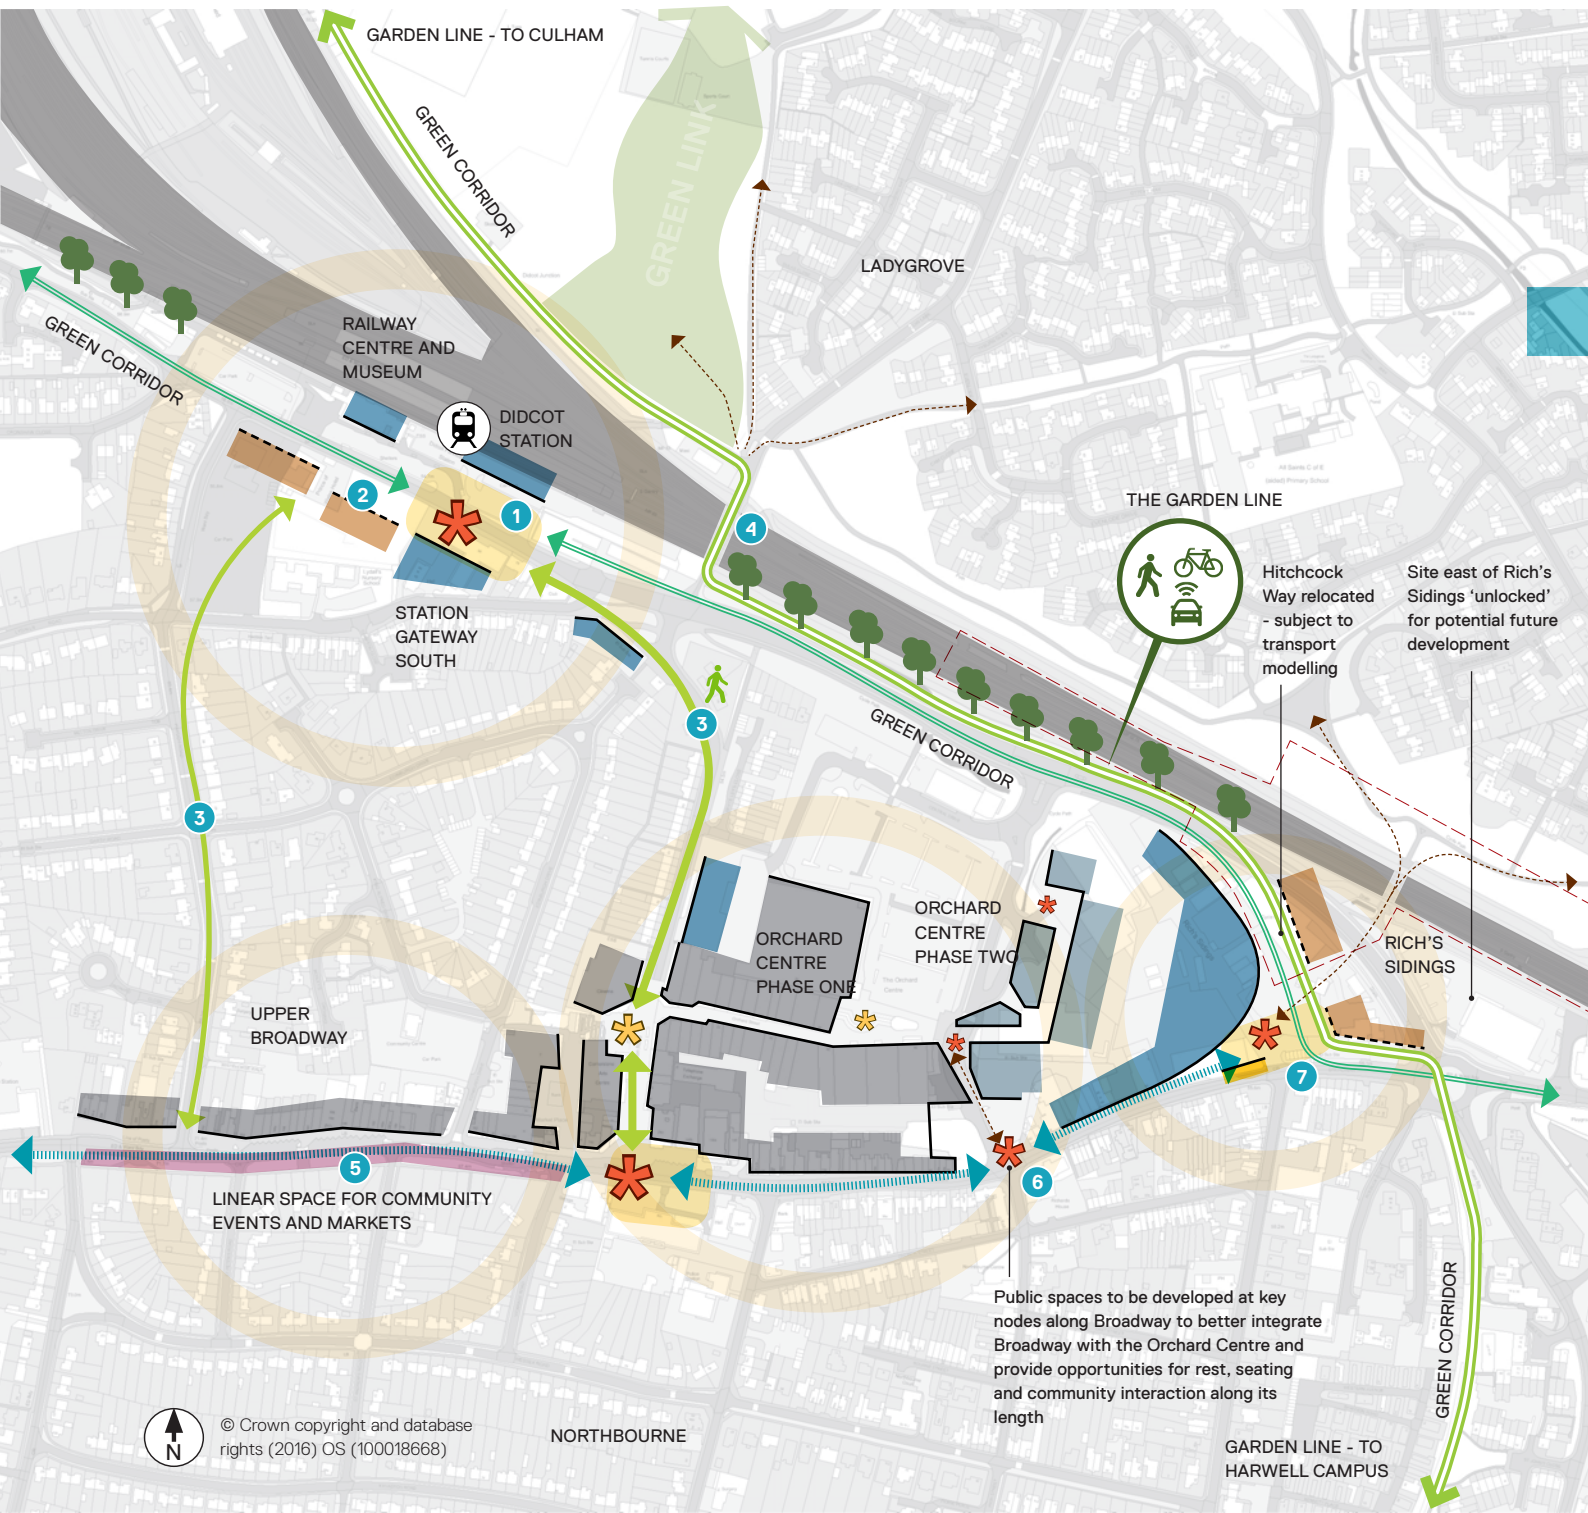 GARDEN LINE - TO CULHAM
GREEN CORRIDOR
GREEN LINK
LADYGROVE
GREEN CORRIDOR
RAILWAY
CENTRE AND
MUSEUM
DIDCOT
STATION
2
1
4
STATION
GATEWAY
SOUTH
THE GARDEN LINE
Hitchcock
Way relocated
- subject to
transport
modelling
Site east of Rich's
Sidings ‘unlocked’
for potential future
development
3
3
GREEN CORRIDOR
ORCHARD
CENTRE
PHASE ONE
ORCHARD
CENTRE
PHASE TWO
The Orchard
Centre
RICH'S
SIDINGS
UPPER
BROADWAY
7
5
6
LINEAR SPACE FOR COMMUNITY
EVENTS AND MARKETS
Public spaces to be developed at key
nodes along Broadway to better integrate
Broadway with the Orchard Centre and
provide opportunities for rest, seating
and community interaction along its
length
GREEN CORRIDOR
N
© Crown copyright and database
rights (2016) OS (100018668)
NORTHBOURNE
GARDEN LINE - TO
HARWELL CAMPUS